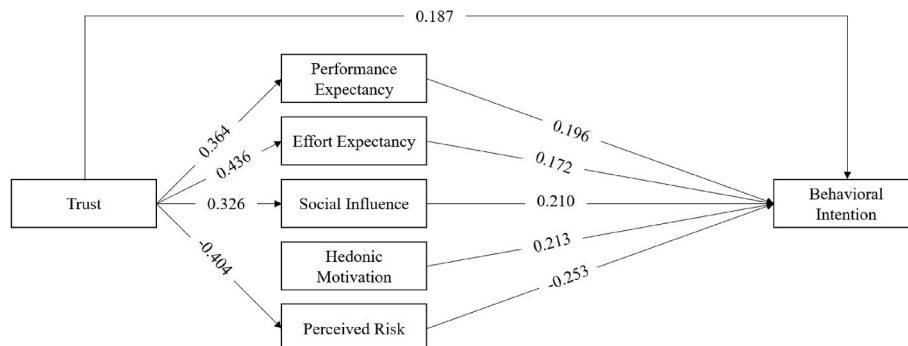 0.187
Performance
Expectancy
0.364
0.196
Effort Expectancy
0.436
0.172
Trust
0.326
Social Influence
0.210
Behavioral
Intention
-0.404
Hedonic
Motivation
0.213
-0.253
Perceived Risk